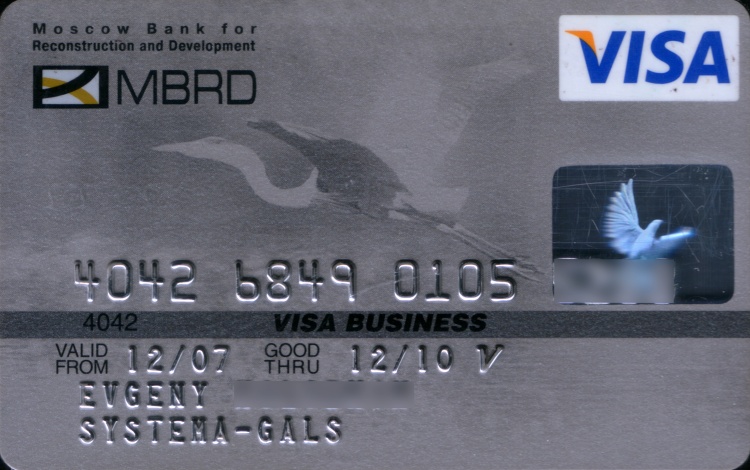 Moscow Bank for
Reconstruction and Development
MBRD
VISA
4042 6849 0105
4042 VISA BUSINESS
VALID FROM 12/07 GOOD THRU 12/10 V
EVGENY
SYSTEMA-GALS